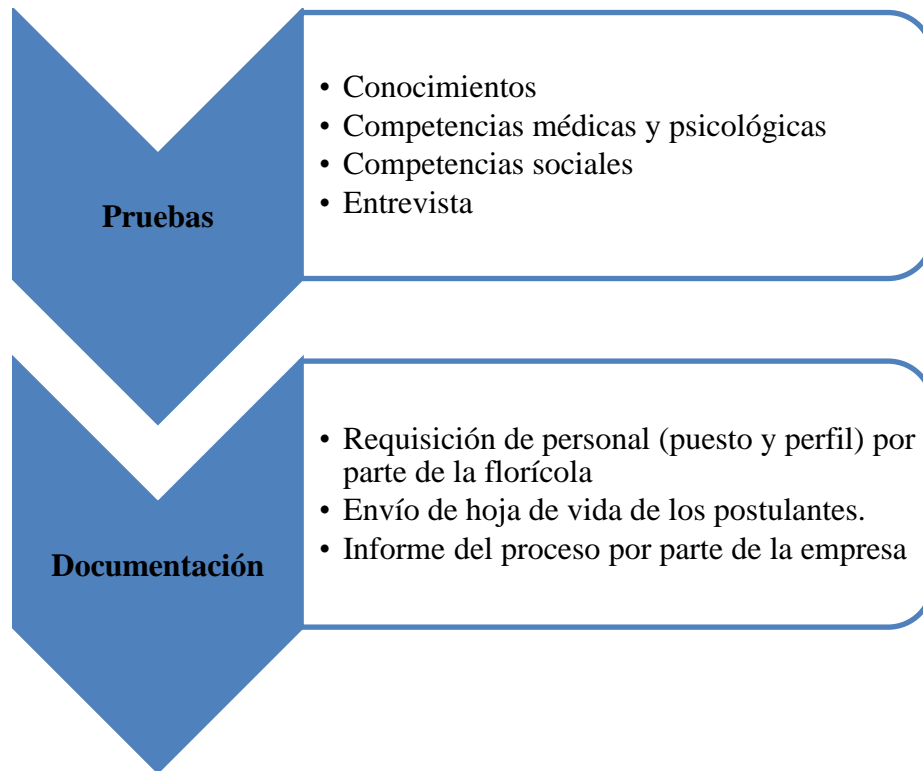 Pruebas
• Conocimientos
• Competencias médicas y psicológicas
• Competencias sociales
• Entrevista
Documentación
• Requisición de personal (puesto y perfil) por
parte de la florícola
• Envío de hoja de vida de los postulantes.
• Informe del proceso por parte de la empresa